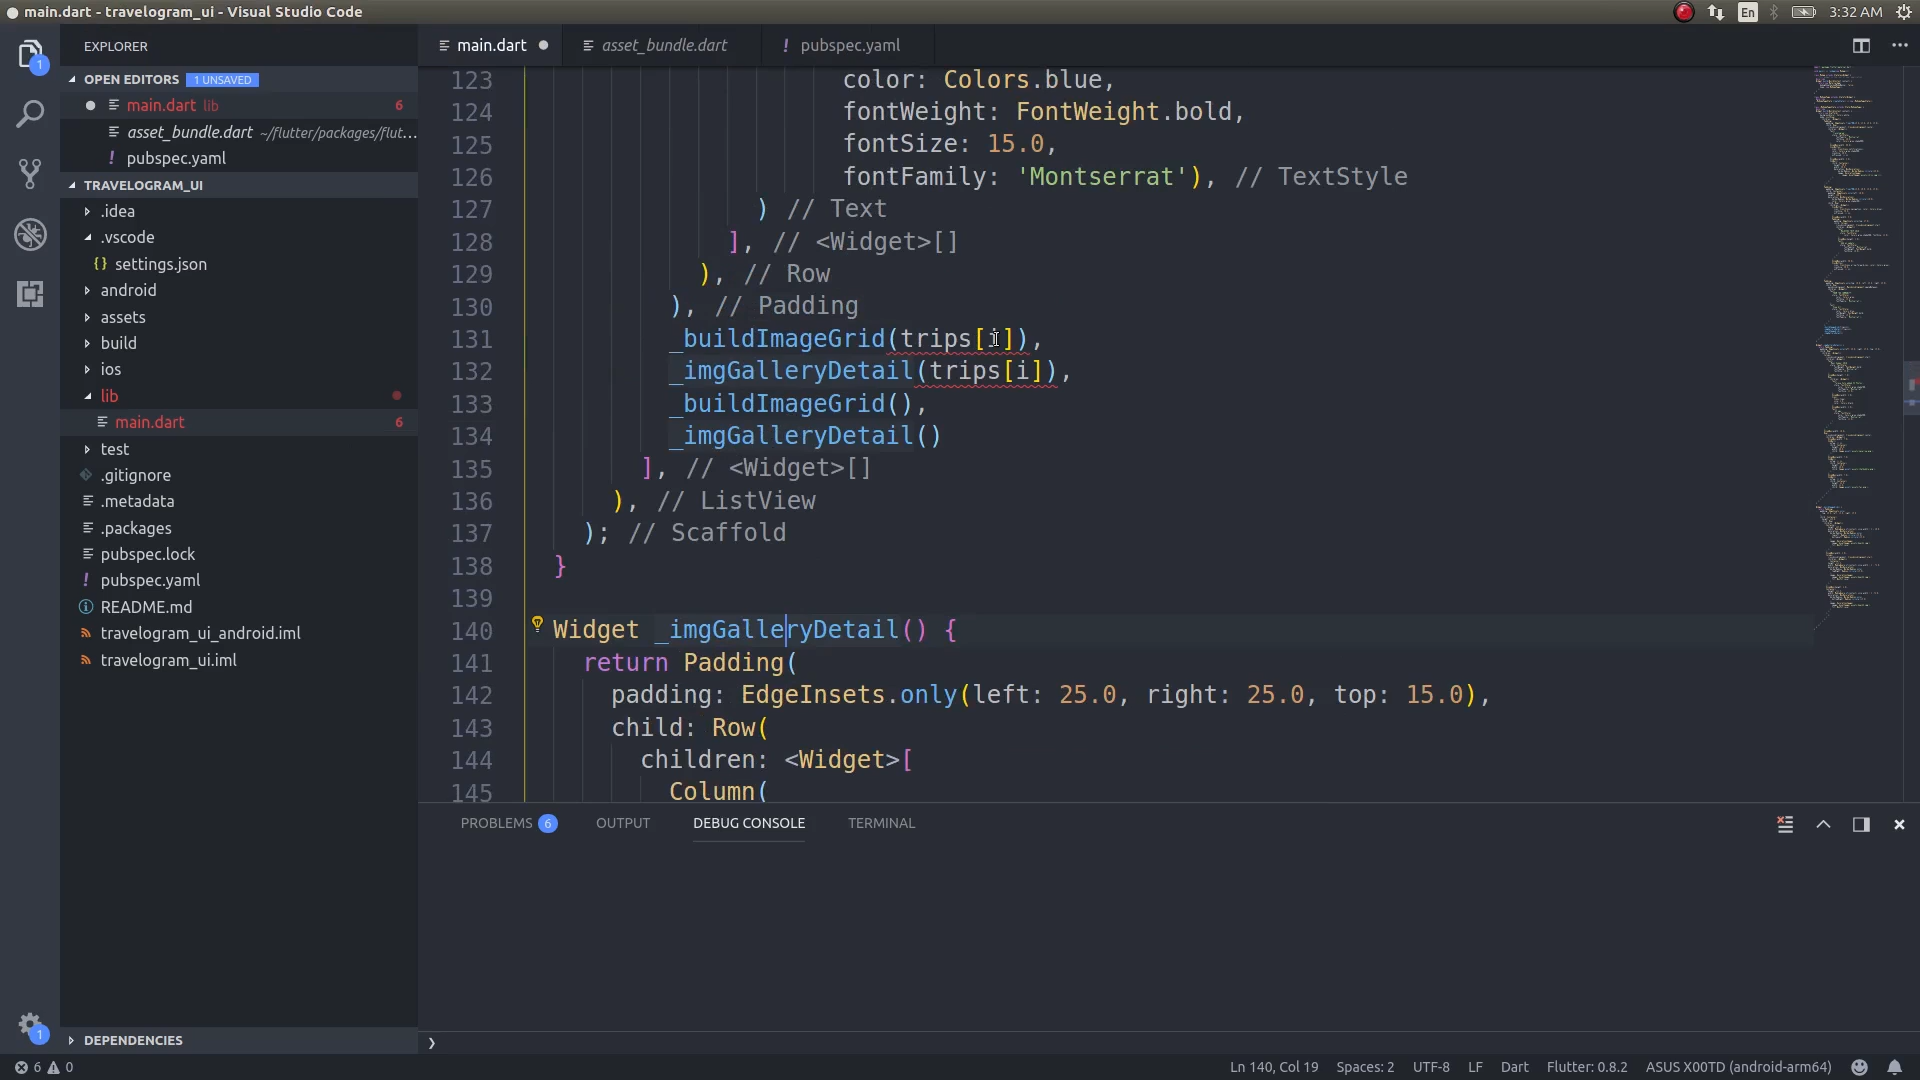 main.dart - travelogram_ui - Visual Studio Code
En
3:32 AM
EXPLORER
OPEN EDITORS 1 UNSAVED
main.dart lib 6
asset_bundle.dart ~/flutter/packages/flut...
! pubspec.yaml
TRAVELOGRAM_UI
.idea
.vscode
{} settings.json
android
assets
build
ios
lib
main.dart 6
test
.gitignore
.metadata
.packages
pubspec.lock
! pubspec.yaml
README.md
travelogram_ui_android.iml
travelogram_ui.iml
DEPENDENCIES
1
1
main.dart
asset_bundle.dart
! pubspec.yaml
123 color: Colors.blue,
124 fontWeight: FontWeight.bold,
125 fontSize: 15.0,
126 fontFamily: 'Montserrat'), // TextStyle
127 ) // Text
128 ], // <Widget>[]
129 ), // Row
130 ), // Padding
131 _buildImageGrid(trips[i]),
132 _imgGalleryDetail(trips[i]),
133 _buildImageGrid(),
134 _imgGalleryDetail()
135 ], // <Widget>[]
136 ), // ListView
137 ); // Scaffold
138 }
139
140 Widget _imgGalleryDetail() {
141 return Padding(
142 padding: EdgeInsets.only(left: 25.0, right: 25.0, top: 15.0),
143 child: Row(
144 children: <Widget>[
145 Column(
PROBLEMS 6 OUTPUT DEBUG CONSOLE TERMINAL
6 0
Ln 140, Col 19 Spaces: 2 UTF-8 LF Dart Flutter: 0.8.2 ASUS X00TD (android-arm64)